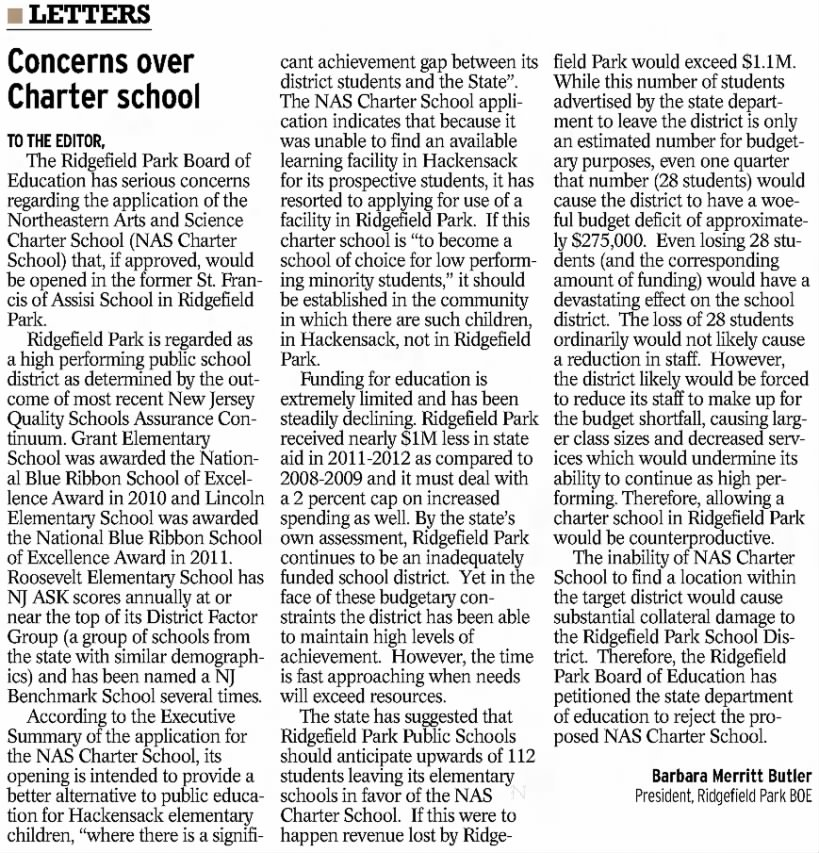 LETTERS
Concerns over
Charter school
TO THE EDITOR,
The Ridgefield Park Board of
Education has serious concerns
regarding the application of the
Northeastern Arts and Science
Charter School (NAS Charter
School) that, if approved, would
be opened in the former St. Fran-
cis of Assisi School in Ridgefield
Park.
Ridgefield Park is regarded as
a high performing public school
district as determined by the out-
come of most recent New Jersey
Quality Schools Assurance Con-
tinuum. Grant Elementary
School was awarded the Nation-
al Blue Ribbon School of Excel-
lence Award in 2010 and Lincoln
Elementary School was awarded
the National Blue Ribbon School
of Excellence Award in 2011.
Roosevelt Elementary School has
NJ ASK scores annually at or
near the top of its District Factor
Group (a group of schools from
the state with similar demograph-
ics) and has been named a NJ
Benchmark School several times.
According to the Executive
Summary of the application for
the NAS Charter School, its
opening is intended to provide a
better alternative to public educa-
tion for Hackensack elementary
children, “where there is a signifi-
cant achievement gap between its
district students and the State”.
The NAS Charter School appli-
cation indicates that because it
was unable to find an available
learning facility in Hackensack
for its prospective students, it has
resorted to applying for use of a
facility in Ridgefield Park. If this
charter school is “to become a
school of choice for low perform-
ing minority students,” it should
be established in the community
in which there are such children,
in Hackensack, not in Ridgefield
Park.
Funding for education is
extremely limited and has been
steadily declining. Ridgefield Park
received nearly $1M less in state
aid in 2011-2012 as compared to
2008-2009 and it must deal with
a 2 percent cap on increased
spending as well. By the state’s
own assessment, Ridgefield Park
continues to be an inadequately
funded school district. Yet in the
face of these budgetary con-
straints the district has been able
to maintain high levels of
achievement. However, the time
is fast approaching when needs
will exceed resources.
The state has suggested that
Ridgefield Park Public Schools
should anticipate upwards of 112
students leaving its elementary
schools in favor of the NAS
Charter School. If this were to
happen revenue lost by Ridge-
field Park would exceed $1.1M.
While this number of students
advertised by the state depart-
ment to leave the district is only
an estimated number for budget-
ary purposes, even one quarter
that number (28 students) would
cause the district to have a woe-
ful budget deficit of approximate-
ly $275,000. Even losing 28 stu-
dents (and the corresponding
amount of funding) would have a
devastating effect on the school
district. The loss of 28 students
ordinarily would not likely cause
a reduction in staff. However,
the district likely would be forced
to reduce its staff to make up for
the budget shortfall, causing larg-
er class sizes and decreased serv-
ices which would undermine its
ability to continue as high per-
forming. Therefore, allowing a
charter school in Ridgefield Park
would be counterproductive.
The inability of NAS Charter
School to find a location within
the target district would cause
substantial collateral damage to
the Ridgefield Park School Dis-
trict. Therefore, the Ridgefield
Park Board of Education has
petitioned the state department
of education to reject the pro-
posed NAS Charter School.
Barbara Merritt Butler
President, Ridgefield Park BOE